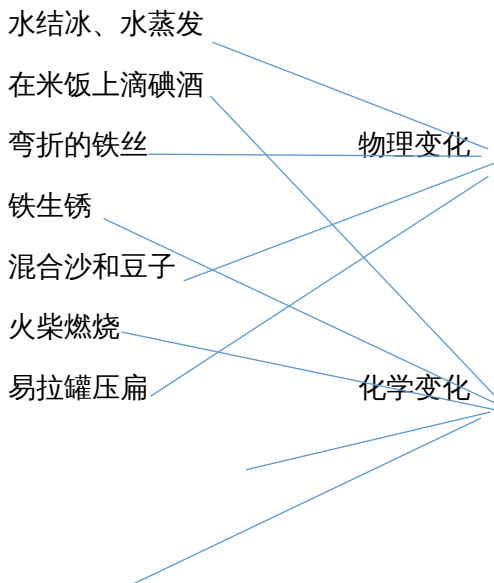 水结冰、水蒸发
在米饭上滴碘酒
弯折的铁丝
物理变化
铁生锈
混合沙和豆子
火柴燃烧
易拉罐压扁
化学变化